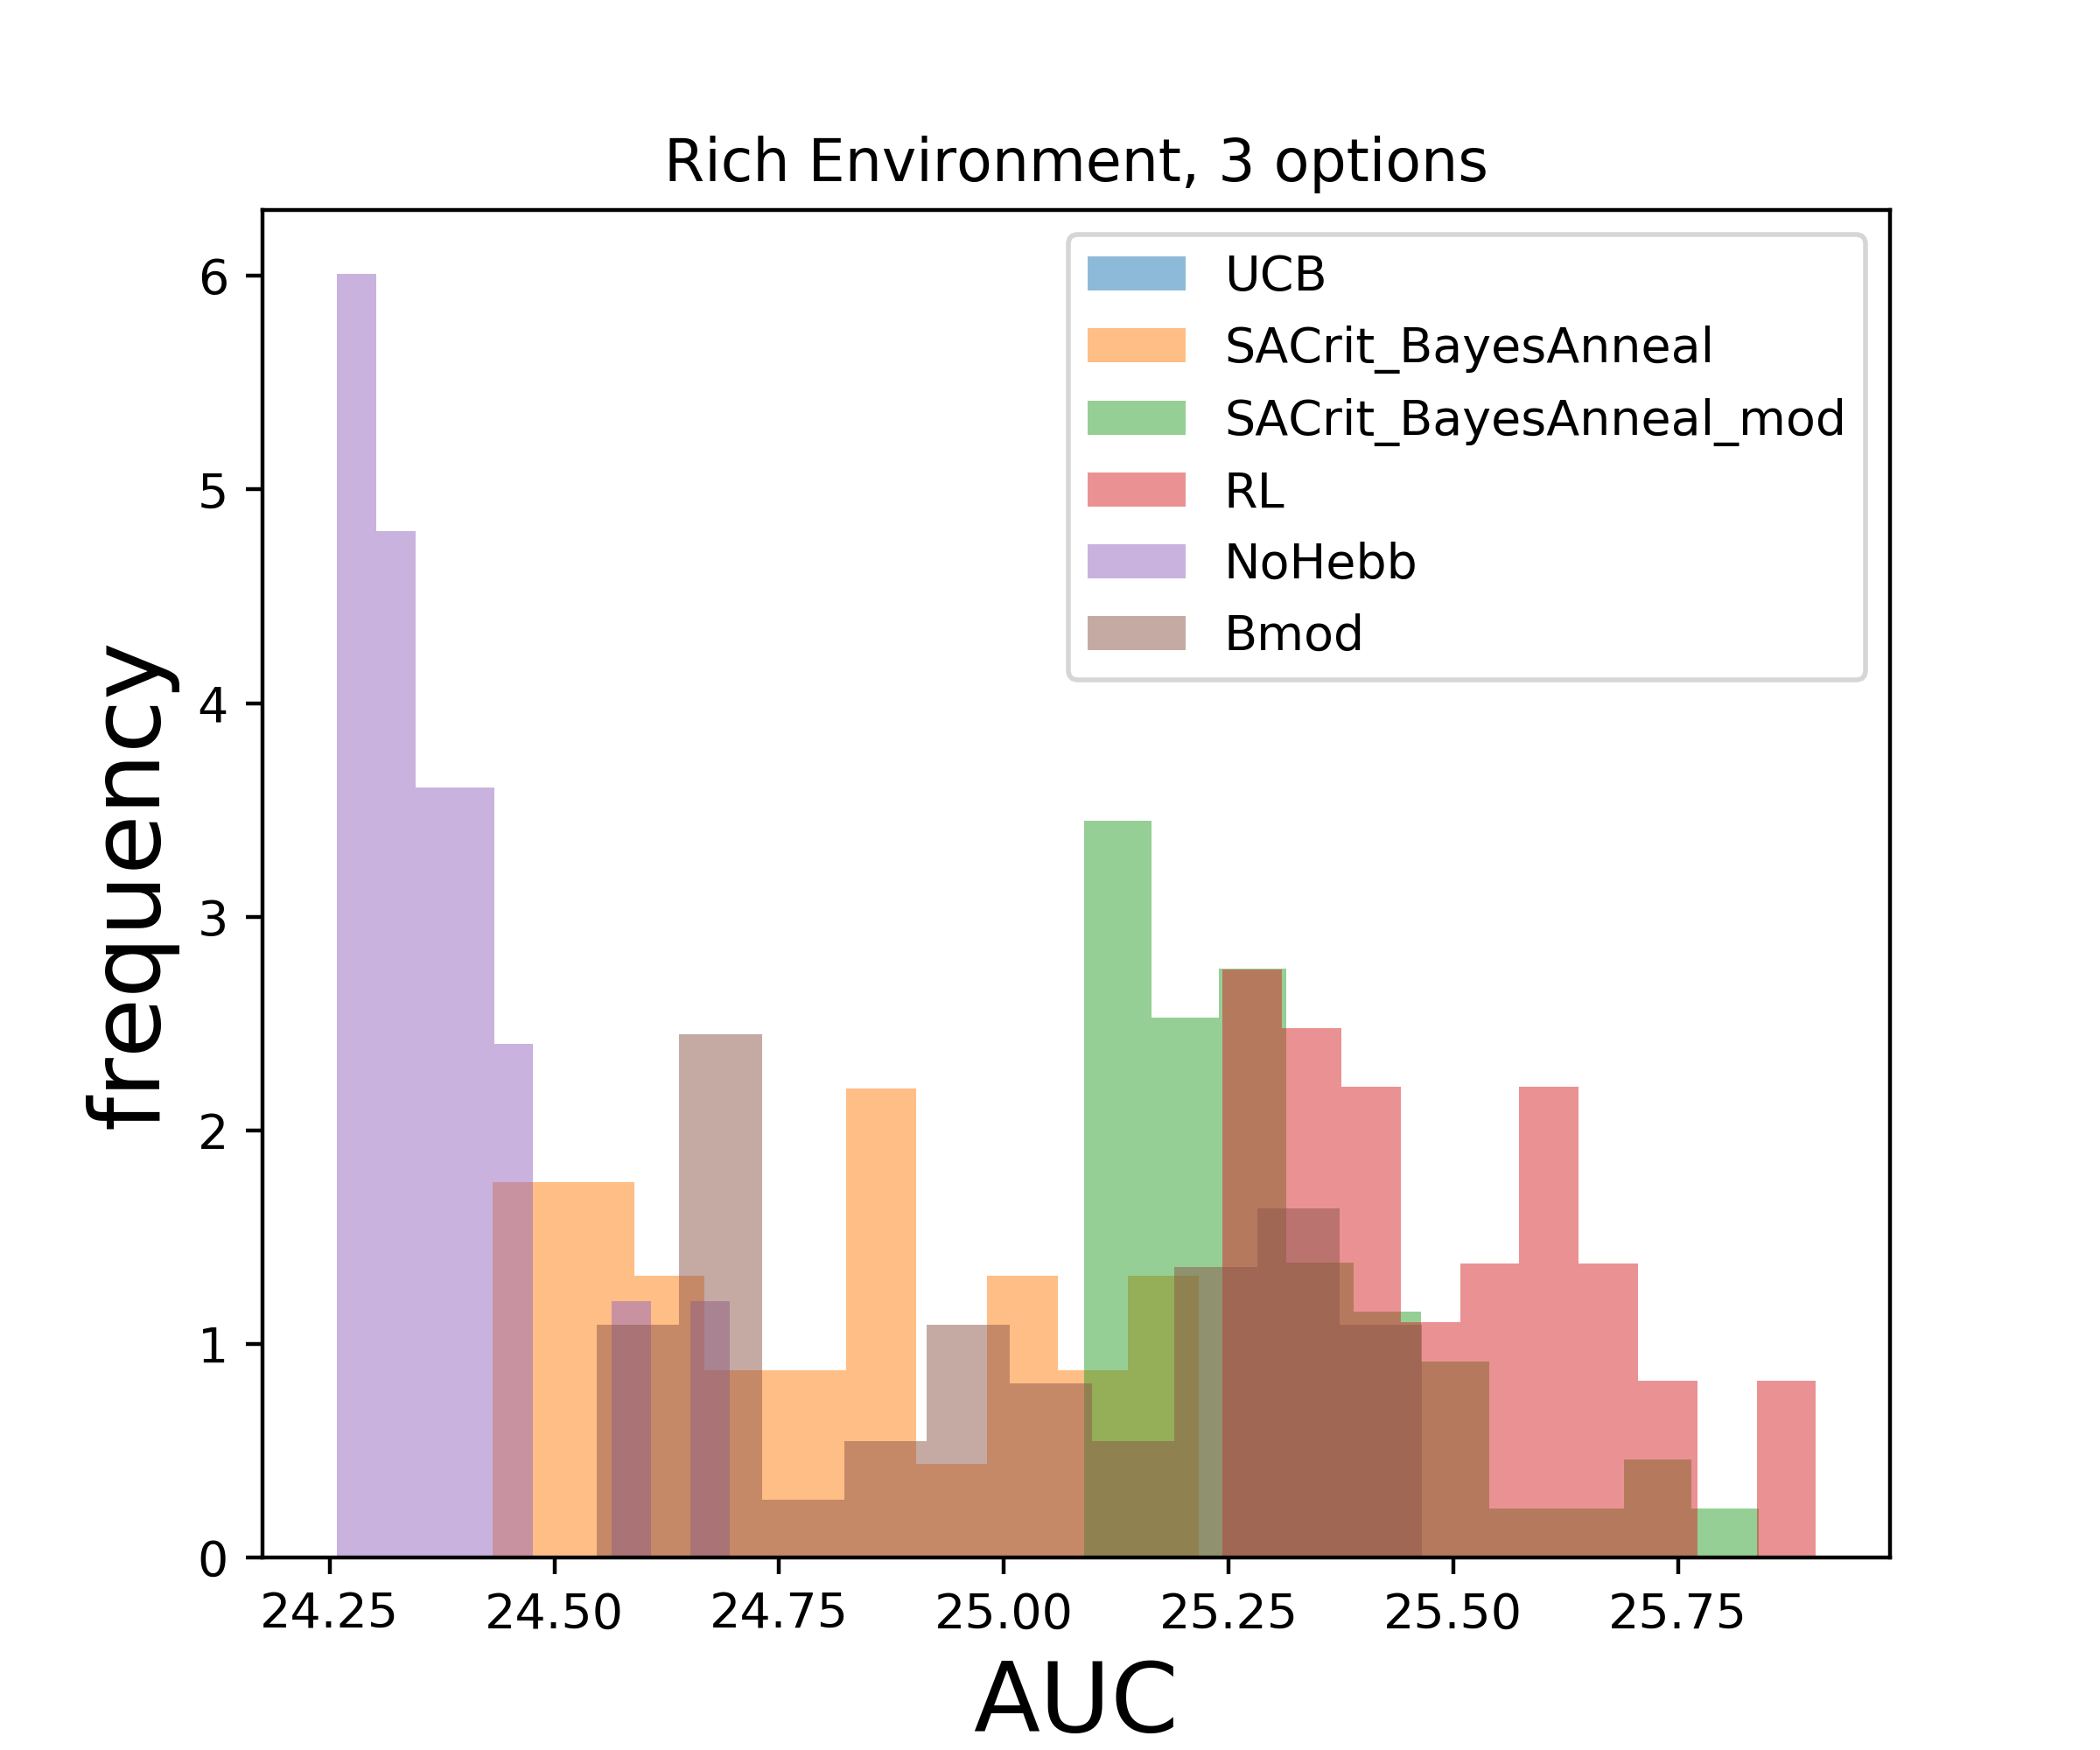 Rich Environment, 3 options
UCB
SACrit_BayesAnneal
SACrit_BayesAnneal_mod
RL
NoHebb
Bmod
frequency
6
5
4
3
2
1
0
24.25 24.50 24.75 25.00 25.25 25.50 25.75
AUC